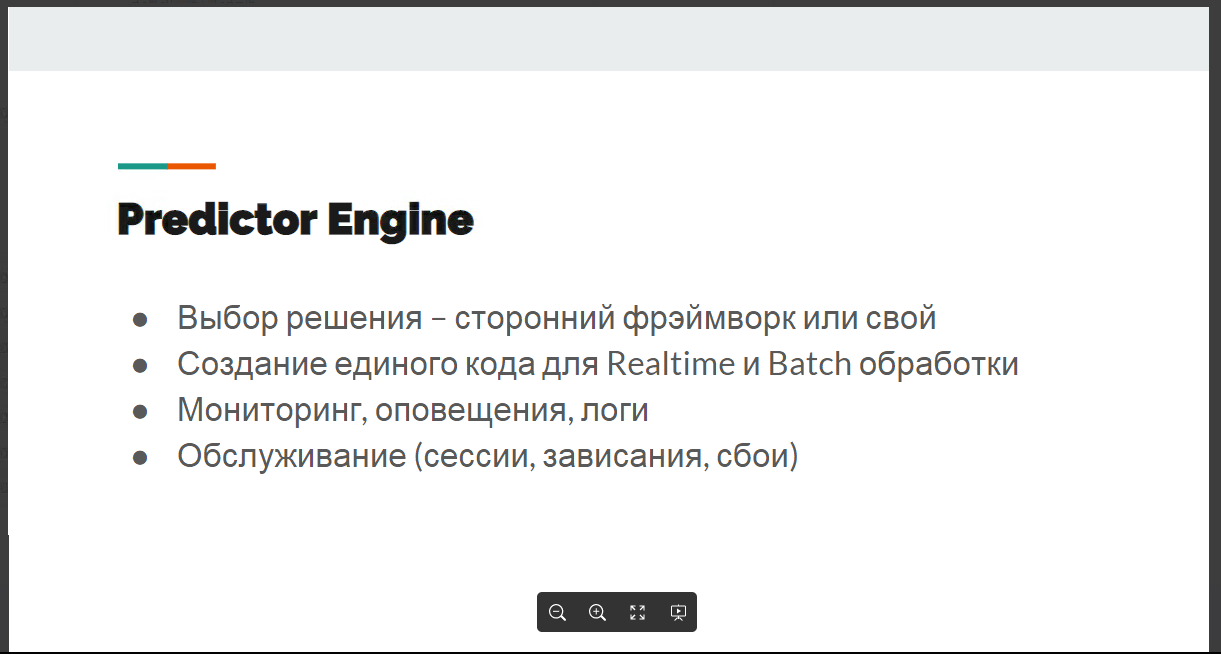 Predictor Engine
● Выбор решения – сторонний фрэймворк или свой
● Создание единого кода для Realtime и Batch обработки
● Мониторинг, оповещения, логи
● Обслуживание (сессии, зависания, сбои)